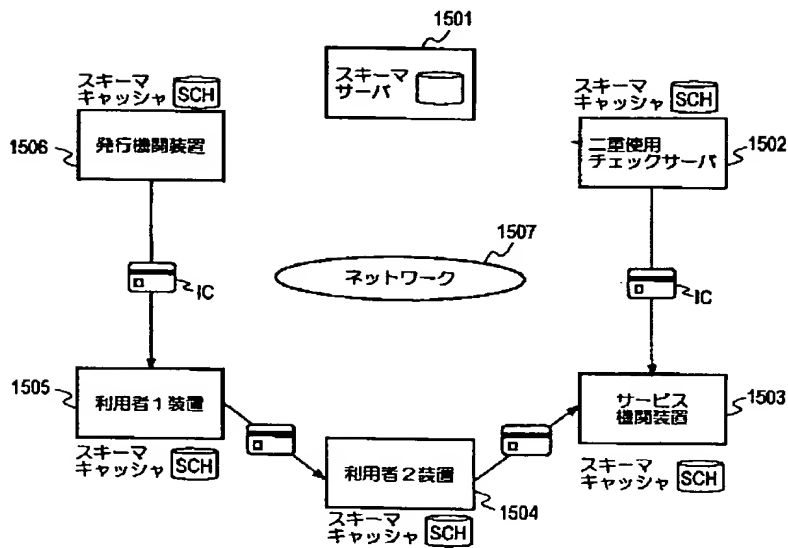 1501
スキーマ
サーバ
スキーマ
キャッシャ
SCH
発行機関装置
1506
スキーマ
キャッシャ
SCH
二重使用
チェックサーバ
1502
1507
ネットワーク
IC
IC
1505
利用者1装置
スキーマ
キャッシャ
SCH
利用者2装置
1504
スキーマ
キャッシャ
SCH
サービス
機関装置
1503
スキーマ
キャッシャ
SCH